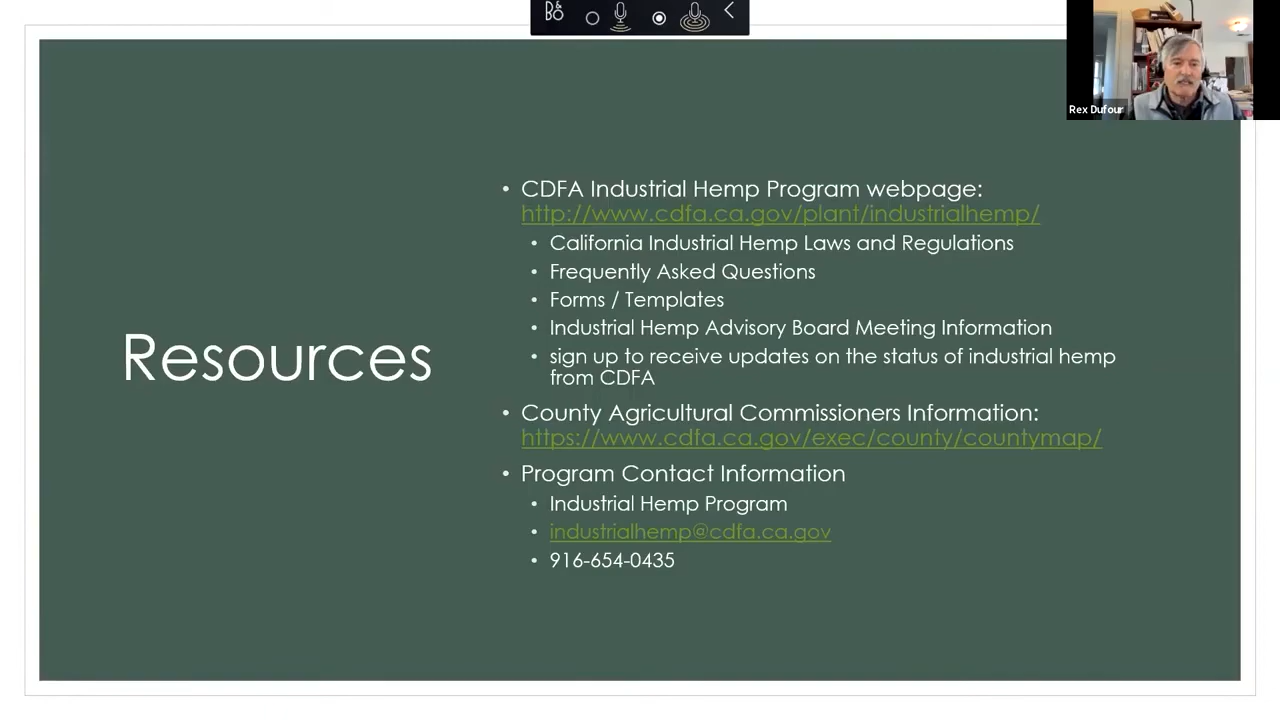 B&O
Rex Dufour
Resources
• CDFA Industrial Hemp Program webpage:
http://www.cdfa.ca.gov/plant/industrialhemp/
• California Industrial Hemp Laws and Regulations
• Frequently Asked Questions
• Forms / Templates
• Industrial Hemp Advisory Board Meeting Information
• sign up to receive updates on the status of industrial hemp
from CDFA
• County Agricultural Commissioners Information:
https://www.cdfa.ca.gov/exec/county/countymap/
• Program Contact Information
• Industrial Hemp Program
• industrialhemp@cdfa.ca.gov
• 916-654-0435